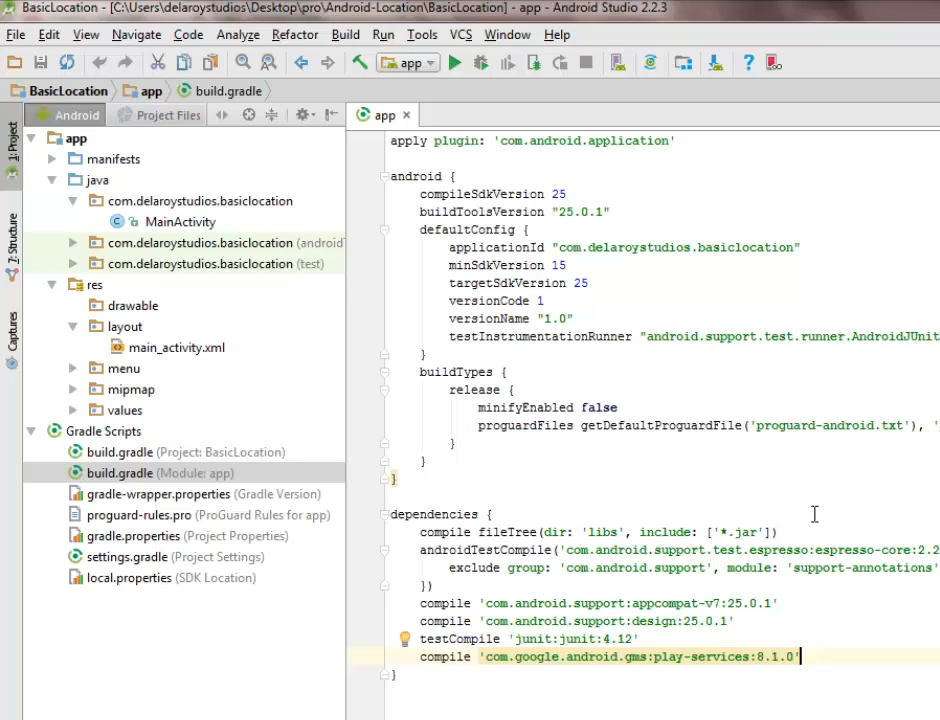 BasicLocation - [C:\Users\delaroystudios\Desktop\pro\Android-Location\BasicLocation] - app - Android Studio 2.2.3
File Edit View Navigate Code Analyze Refactor Build Run Tools VCS Window Help
app
BasicLocation app build.gradle
Android Project Files
app
1: Project
7: Structure
Captures
app
manifests
java
com.delaroystudios.basiclocation
MainActivity
com.delaroystudios.basiclocation (android
com.delaroystudios.basiclocation (test)
res
drawable
layout
main_activity.xml
menu
mipmap
values
Gradle Scripts
build.gradle (Project: BasicLocation)
build.gradle (Module: app)
gradle-wrapper.properties (Gradle Version)
proguard-rules.pro (ProGuard Rules for app)
gradle.properties (Project Properties)
settings.gradle (Project Settings)
local.properties (SDK Location)
apply plugin: 'com.android.application'
android {
compileSdkVersion 25
buildToolsVersion "25.0.1"
defaultConfig {
applicationId "com.delaroystudios.basiclocation"
minSdkVersion 15
targetSdkVersion 25
versionCode 1
versionName "1.0"
testInstrumentationRunner "android.support.test.runner.AndroidJUnit
}
buildTypes {
release {
minifyEnabled false
proguardFiles getDefaultProguardFile('proguard-android.txt'), '
}
}
}
dependencies {
compile fileTree(dir: 'libs', include: ['*.jar'])
androidTestCompile('com.android.support.test.espresso:espresso-core:2.2
exclude group: 'com.android.support', module: 'support-annotations'
})
compile 'com.android.support:appcompat-v7:25.0.1'
compile 'com.android.support:design:25.0.1'
testCompile 'junit:junit:4.12'
compile 'com.google.android.gms:play-services:8.1.0'
}